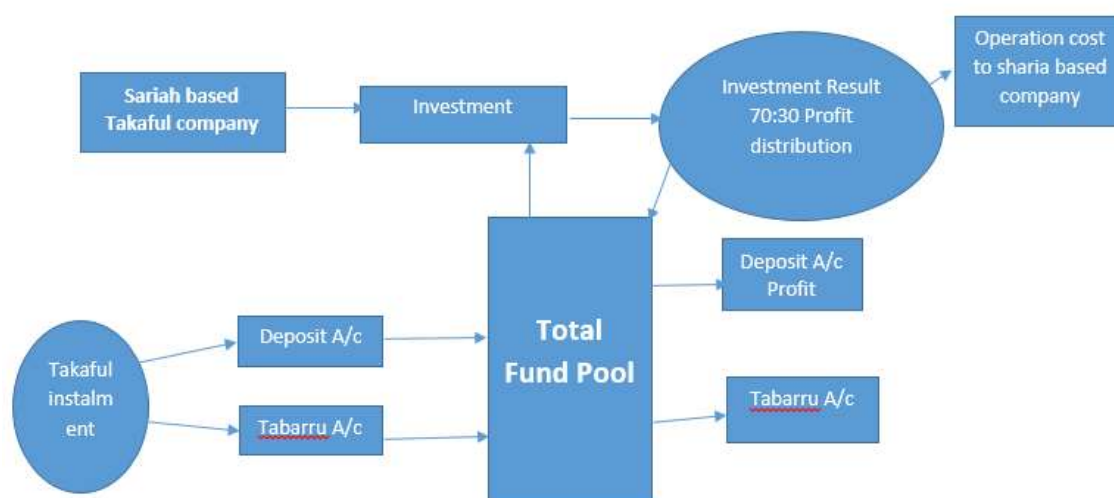 Sariah based
Takaful company
Investment
Investment Result
70:30 Profit
distribution
Operation cost
to sharia based
company
Takaful
instalm
ent
Deposit A/c
Tabarru A/c
Total
Fund Pool
Deposit A/c
Profit
Tabarru A/c